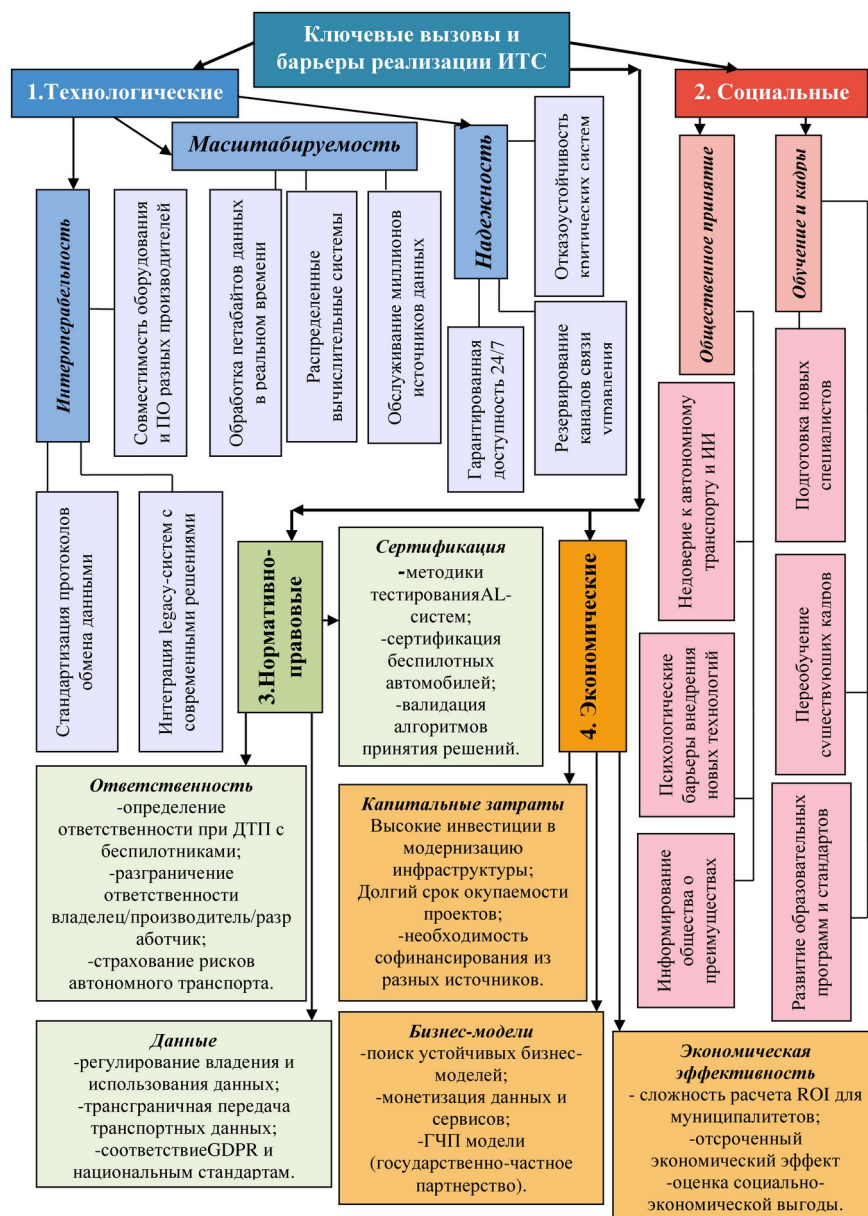 Ключевые вызовы и
барьеры реализации ИТС
1.Технологические
2. Социальные
Масштабируемость
Надежность
Отказоустойчивость
критических систем
Общественное принятие
Обучение и кадры
Интероперабельность
Совместимость оборудования
и ПО разных производителей
Обработка петабайтов данных
в реальном времени
Распределенные
вычислительные системы
Обслуживание миллионов
источников данных
Гарантированная
доступность 24/7
Резервирование
каналов связи
управления
Стандартизация протоколов
обмена данными
Интеграция legacy-систем с
современными решениями
Недоверие к автономному
транспорту и ИИ
Подготовка новых
специалистов
Психологические
барьеры внедрения
новых технологий
Переобучение
существующих кадров
Информирование
общества о
преимуществах
Развитие образовательных
программ и стандартов
3.Нормативно-
правовые
Сертификация
-методики
тестированияAL-
систем;
-сертификация
беспилотных
автомобилей;
-валидация
алгоритмов
принятия решений.
4. Экономические
Ответственность
-определение
ответственности при ДТП с
беспилотниками;
-разграничение
ответственности
владелец/производитель/разр
аботчик;
-страхование рисков
автономного транспорта.
Капитальные затраты
Высокие инвестиции в
модернизацию
инфраструктуры;
Долгий срок окупаемости
проектов;
-необходимость
софинансирования из
разных источников.
Данные
-регулирование владения и
использования данных;
-трансграничная передача
транспортных данных;
-соответствиеGDPR и
национальным стандартам.
Бизнес-модели
-поиск устойчивых бизнес-
моделей;
-монетизация данных и
сервисов;
-ГЧП модели
(государственно-частное
партнерство).
Экономическая
эффективность
- сложность расчета ROI для
муниципалитетов;
-отсроченный
экономический эффект
-оценка социально-
экономической выгоды.